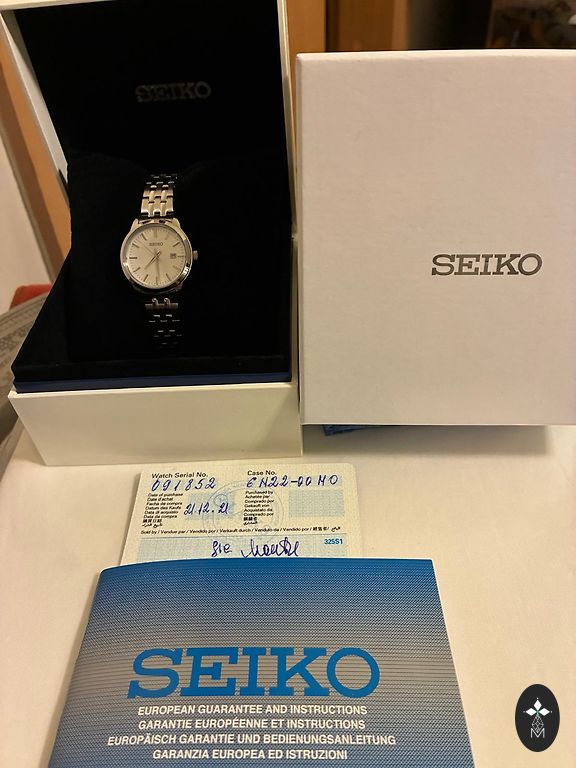 SEIKO
SEIKO
SEIKO
Watch Serial No.
091852
Case No.
6N22-00M0
Date of purchase
Date d'achat
Fecha de compra
Datum des Kaufs
Data di acquisto
Data da compra
21.12.21
Purchased by
Acheté par
Comprado por
Gekauft von
Acquistato da
Comprado por
Sold by / Vendue par / Vendido por / Verkauft durch / Venduto da / Vendido por /
325S1
SEIKO
EUROPEAN GUARANTEE AND INSTRUCTIONS
GARANTIE EUROPÉENNE ET INSTRUCTIONS
EUROPÄISCH GARANTIE UND BEDIENUNGSANLEITUNG
GARANZIA EUROPEA ED ISTRUZIONI
M